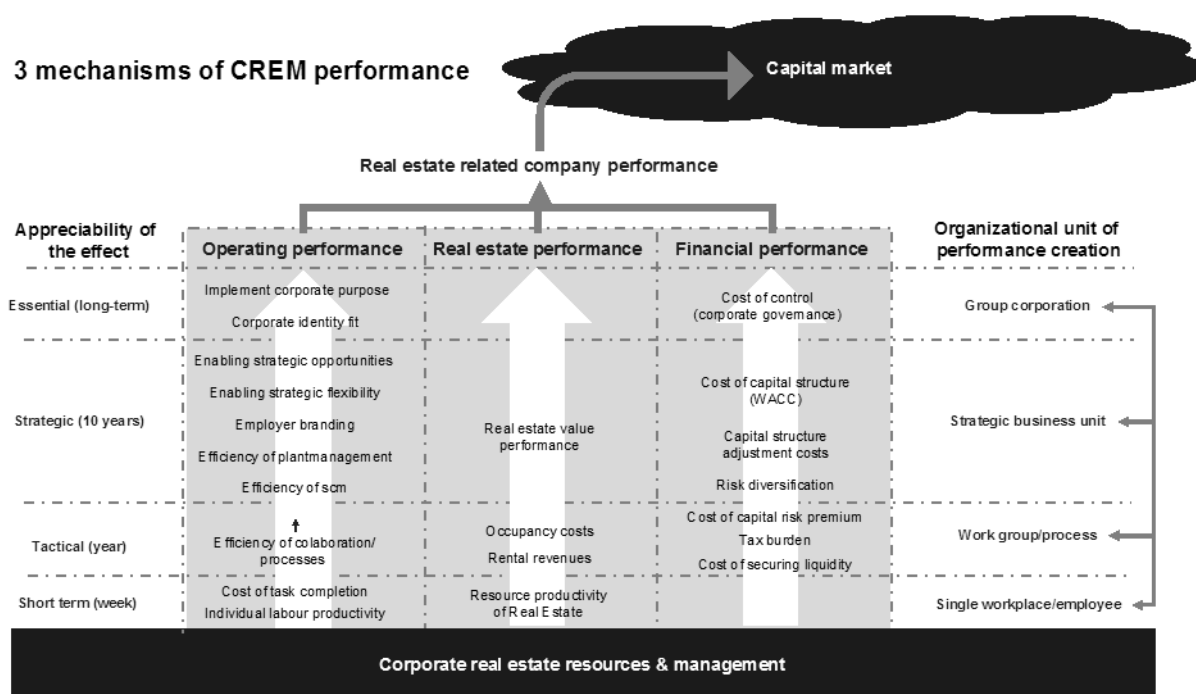 3 mechanisms of CREM performance
Capital market
Real estate related company performance
Appreciability of
the effect
Operating performance
Real estate performance
Financial performance
Organizational unit of
performance creation
Essential (long-term)
Implement corporate purpose
Corporate identity fit
Cost of control
(corporate governance)
Group corporation
Strategic (10 years)
Enabling strategic opportunities
Enabling strategic flexibility
Employer branding
Efficiency of plantmanagement
Efficiency of scm
Real estate value
performance
Cost of capital structure
(WACC)
Capital structure
adjustment costs
Risk diversification
Strategic business unit
Tactical (year)
Efficiency of colaboration/
processes
Occupancy costs
Rental revenues
Cost of capital risk premium
Tax burden
Cost of securing liquidity
Work group/process
Short term (week)
Cost of task completion
Individual labour productivity
Resource productivity
of Real Estate
Single workplace/employee
Corporate real estate resources & management